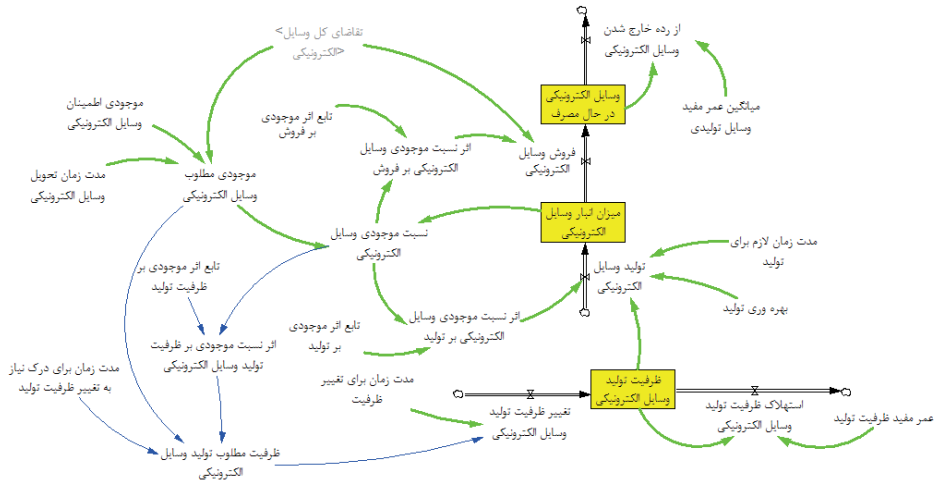 <تقاضای کل وسایل
الکترونیکی>
از رده خارج شدن
وسایل الکترونیکی
میانگین عمر مفید
وسایل تولیدی
وسایل الکترونیکی
در حال مصرف
موجودی اطمینان
وسایل الکترونیکی
تابع اثر موجودی
بر فروش
اثر نسبت موجودی وسایل
الکترونیکی بر فروش
فروش وسایل
الکترونیکی
مدت زمان تحویل
وسایل الکترونیکی
موجودی مطلوب
وسایل الکترونیکی
میزان انبار وسایل
الکترونیکی
نسبت موجودی وسایل
الکترونیکی
مدت زمان لازم برای
تولید
تولید وسایل
الکترونیکی
بهره وری تولید
تابع اثر موجودی بر
ظرفیت تولید
اثر نسبت موجودی وسایل
الکترونیکی بر تولید
تابع اثر موجودی
بر تولید
اثر نسبت موجودی بر ظرفیت
تولید وسایل الکترونیکی
مدت زمان برای درک نیاز
به تغییر ظرفیت تولید
مدت زمان برای تغییر
ظرفیت
ظرفیت تولید
وسایل الکترونیکی
تغییر ظرفیت تولید
وسایل الکترونیکی
استهلاک ظرفیت تولید
وسایل الکترونیکی
عمر مفید ظرفیت تولید
ظرفیت مطلوب تولید وسایل
الکترونیکی